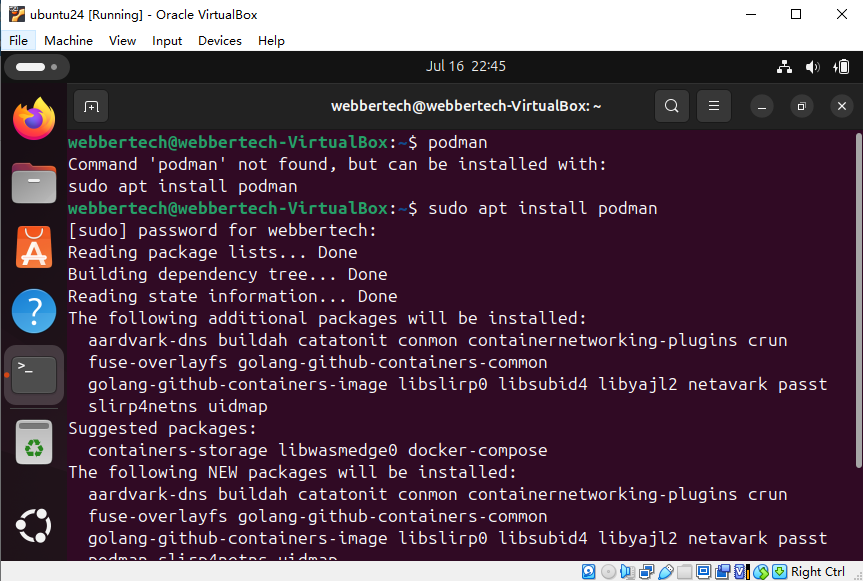 ubuntu24 [Running] - Oracle VirtualBox
File Machine View Input Devices Help
Jul 16 22:45
webbertech@webbertech-VirtualBox: ~
webbertech@webbertech-VirtualBox:~$ podman
Command 'podman' not found, but can be installed with:
sudo apt install podman
webbertech@webbertech-VirtualBox:~$ sudo apt install podman
[sudo] password for webbertech:
Reading package lists... Done
Building dependency tree... Done
Reading state information... Done
The following additional packages will be installed:
aardvark-dns buildah catatonit conmon containernetworking-plugins crun
fuse-overlayfs golang-github-containers-common
golang-github-containers-image libslirp0 libsubid4 libyajl2 netavark passt
slirp4netns uidmap
Suggested packages:
containers-storage libwasmedge0 docker-compose
The following NEW packages will be installed:
aardvark-dns buildah catatonit conmon containernetworking-plugins crun
fuse-overlayfs golang-github-containers-common
golang-github-containers-image libslirp0 libsubid4 libyajl2 netavark passt
podman slirp4netns uidmap
Right Ctrl